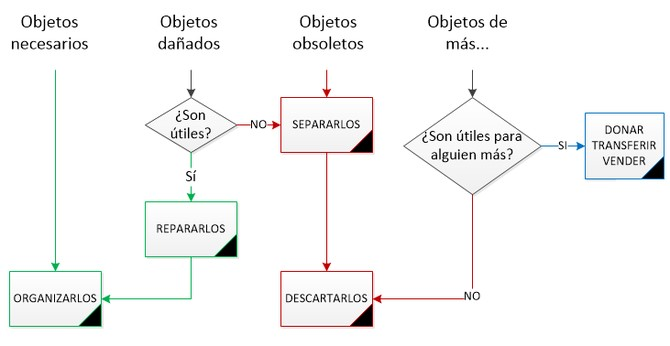 Objetos
necesarios
Objetos
dañados
Objetos
obsoletos
Objetos de
más...
¿Son
útiles?
NO
SEPARARLOS
¿Son útiles para
alguien más?
SI
DONAR
TRANSFERIR
VENDER
Sí
REPARARLOS
ORGANIZARLOS
DESCARTARLOS
NO